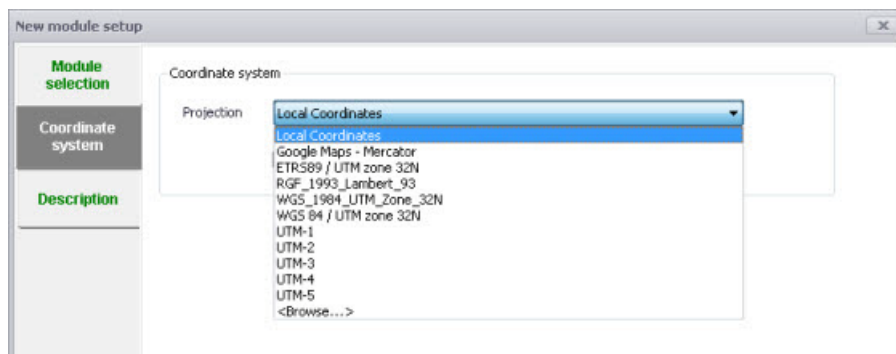 New module setup
Module
selection
Coordinate
system
Description
Coordinate system
Projection
Local Coordinates
Local Coordinates
Google Maps - Mercator
ETRS89 / UTM zone 32N
RGF_1993_Lambert_93
WGS_1984_UTM_Zone_32N
WGS 84 / UTM zone 32N
UTM-1
UTM-2
UTM-3
UTM-4
UTM-5
<Browse...>